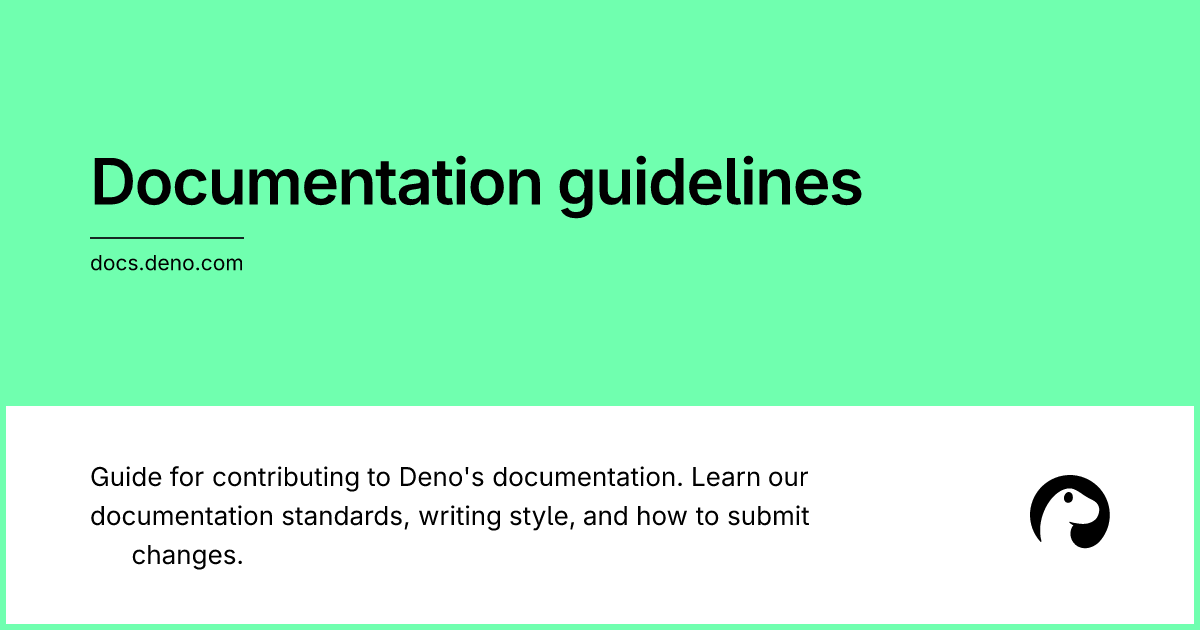 Documentation guidelines
docs.deno.com
Guide for contributing to Deno's documentation. Learn our
documentation standards, writing style, and how to submit
changes.